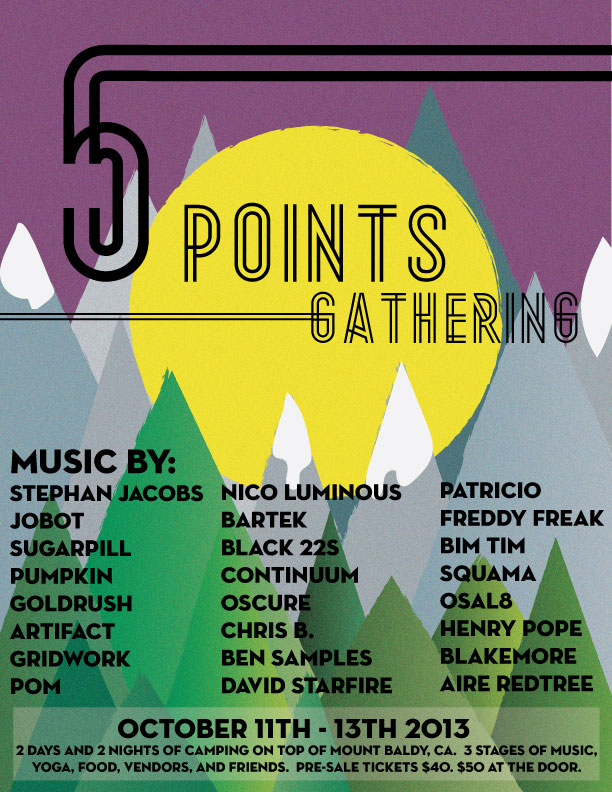 5 POINTS
GATHERING
MUSIC BY:
STEPHAN JACOBS
JOBOT
SUGARPILL
PUMPKIN
GOLDRUSH
ARTIFACT
GRIDWORK
POM
NICO LUMINOUS
BARTEK
BLACK 22S
CONTINUUM
OSCURE
CHRIS B.
BEN SAMPLES
DAVID STARFIRE
PATRICIO
FREDDY FREAK
BIM TIM
SQUAMA
OSAL8
HENRY POPE
BLAKEMORE
AIRE REDTREE
OCTOBER 11TH - 13TH 2013
2 DAYS AND 2 NIGHTS OF CAMPING ON TOP OF MOUNT BALDY, CA. 3 STAGES OF MUSIC,
YOGA, FOOD, VENDORS, AND FRIENDS. PRE-SALE TICKETS $40. $50 AT THE DOOR.